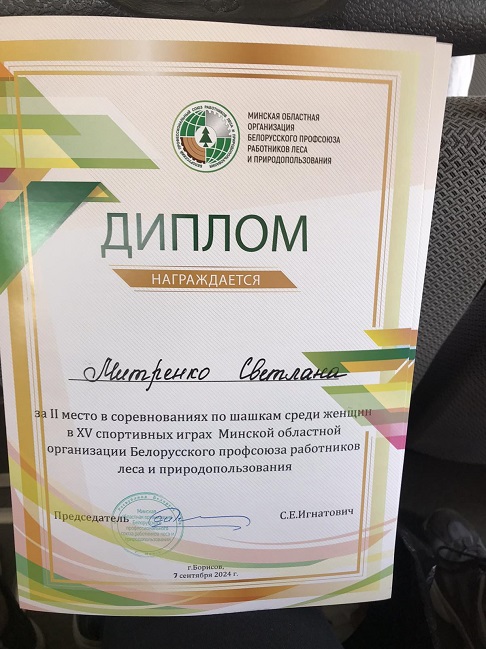 МИНСКАЯ ОБЛАСТНАЯ
ОРГАНИЗАЦИЯ
БЕЛОРУССКОГО ПРОФСОЮЗА
РАБОТНИКОВ ЛЕСА
И ПРИРОДОПОЛЬЗОВАНИЯ
ДИПЛОМ
НАГРАЖДАЕТСЯ
Митренко Светлана
за II место в соревнованиях по шашкам среди женщин
в XV спортивных играх Минской областной
организации Белорусского профсоюза работников
леса и природопользования
Председатель
С.Е.Игнатович
г.Борисов,
7 сентября 2024 г.